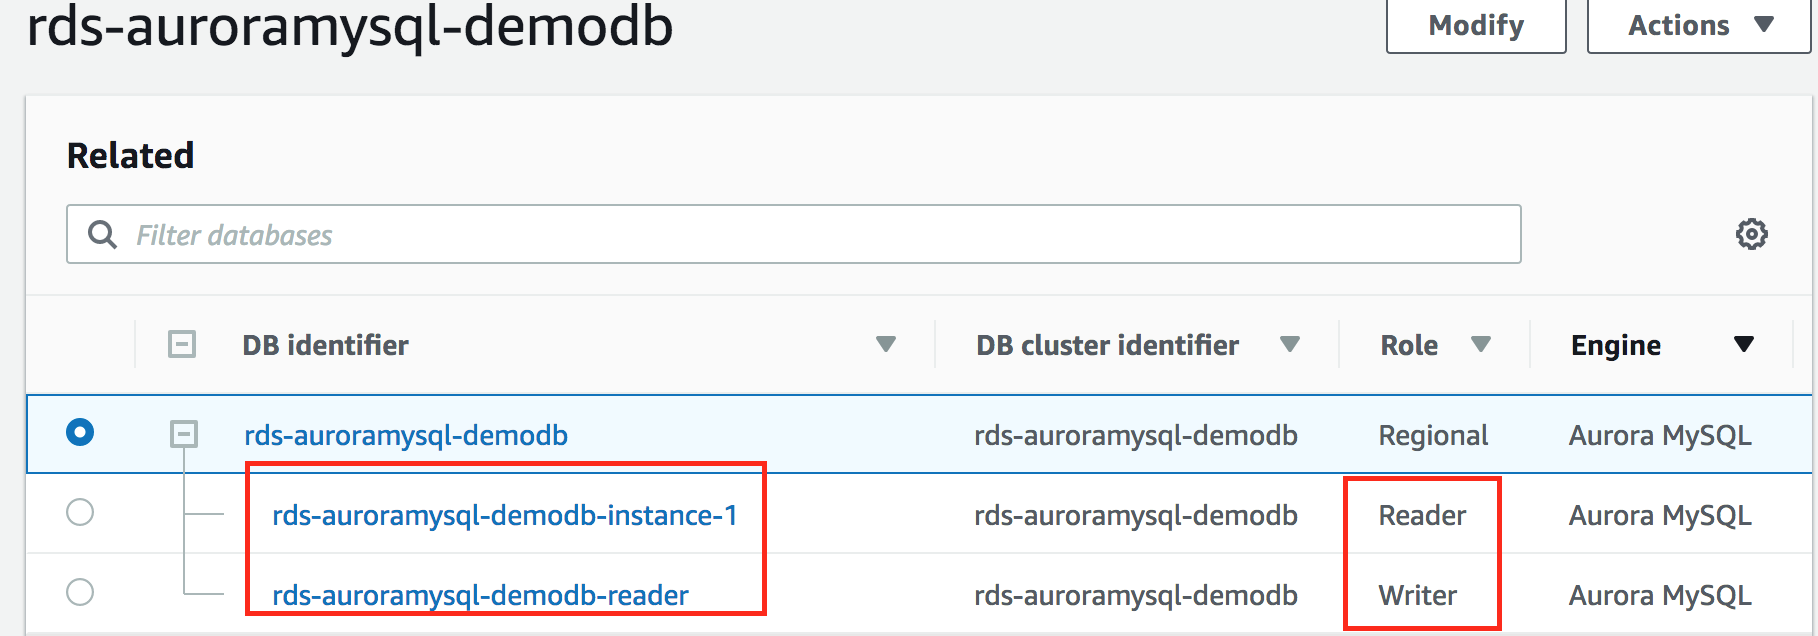 rds-auroramysql-demodb
Modify
Actions
Related
Filter databases
DB identifier DB cluster identifier Role Engine
rds-auroramysql-demodb rds-auroramysql-demodb Regional Aurora MySQL
rds-auroramysql-demodb-instance-1 rds-auroramysql-demodb Reader Aurora MySQL
rds-auroramysql-demodb-reader rds-auroramysql-demodb Writer Aurora MySQL